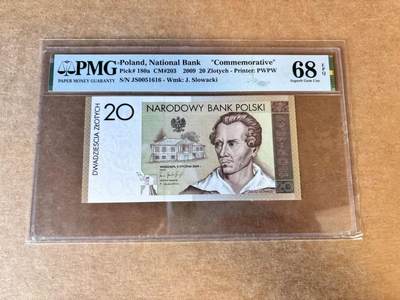 PMG
PAPER MONEY GUARANTY
Poland, National Bank "Commemorative"
Pick# 180a CM#203 2009 20 Złotych - Printer: PWPW
S/N JS0051616 - Wmk: J. Slowacki
68 EPQ
Superb Gem Unc
20
NARODOWY BANK POLSKI
DWADZIEŚCIA ZŁOTYCH
20